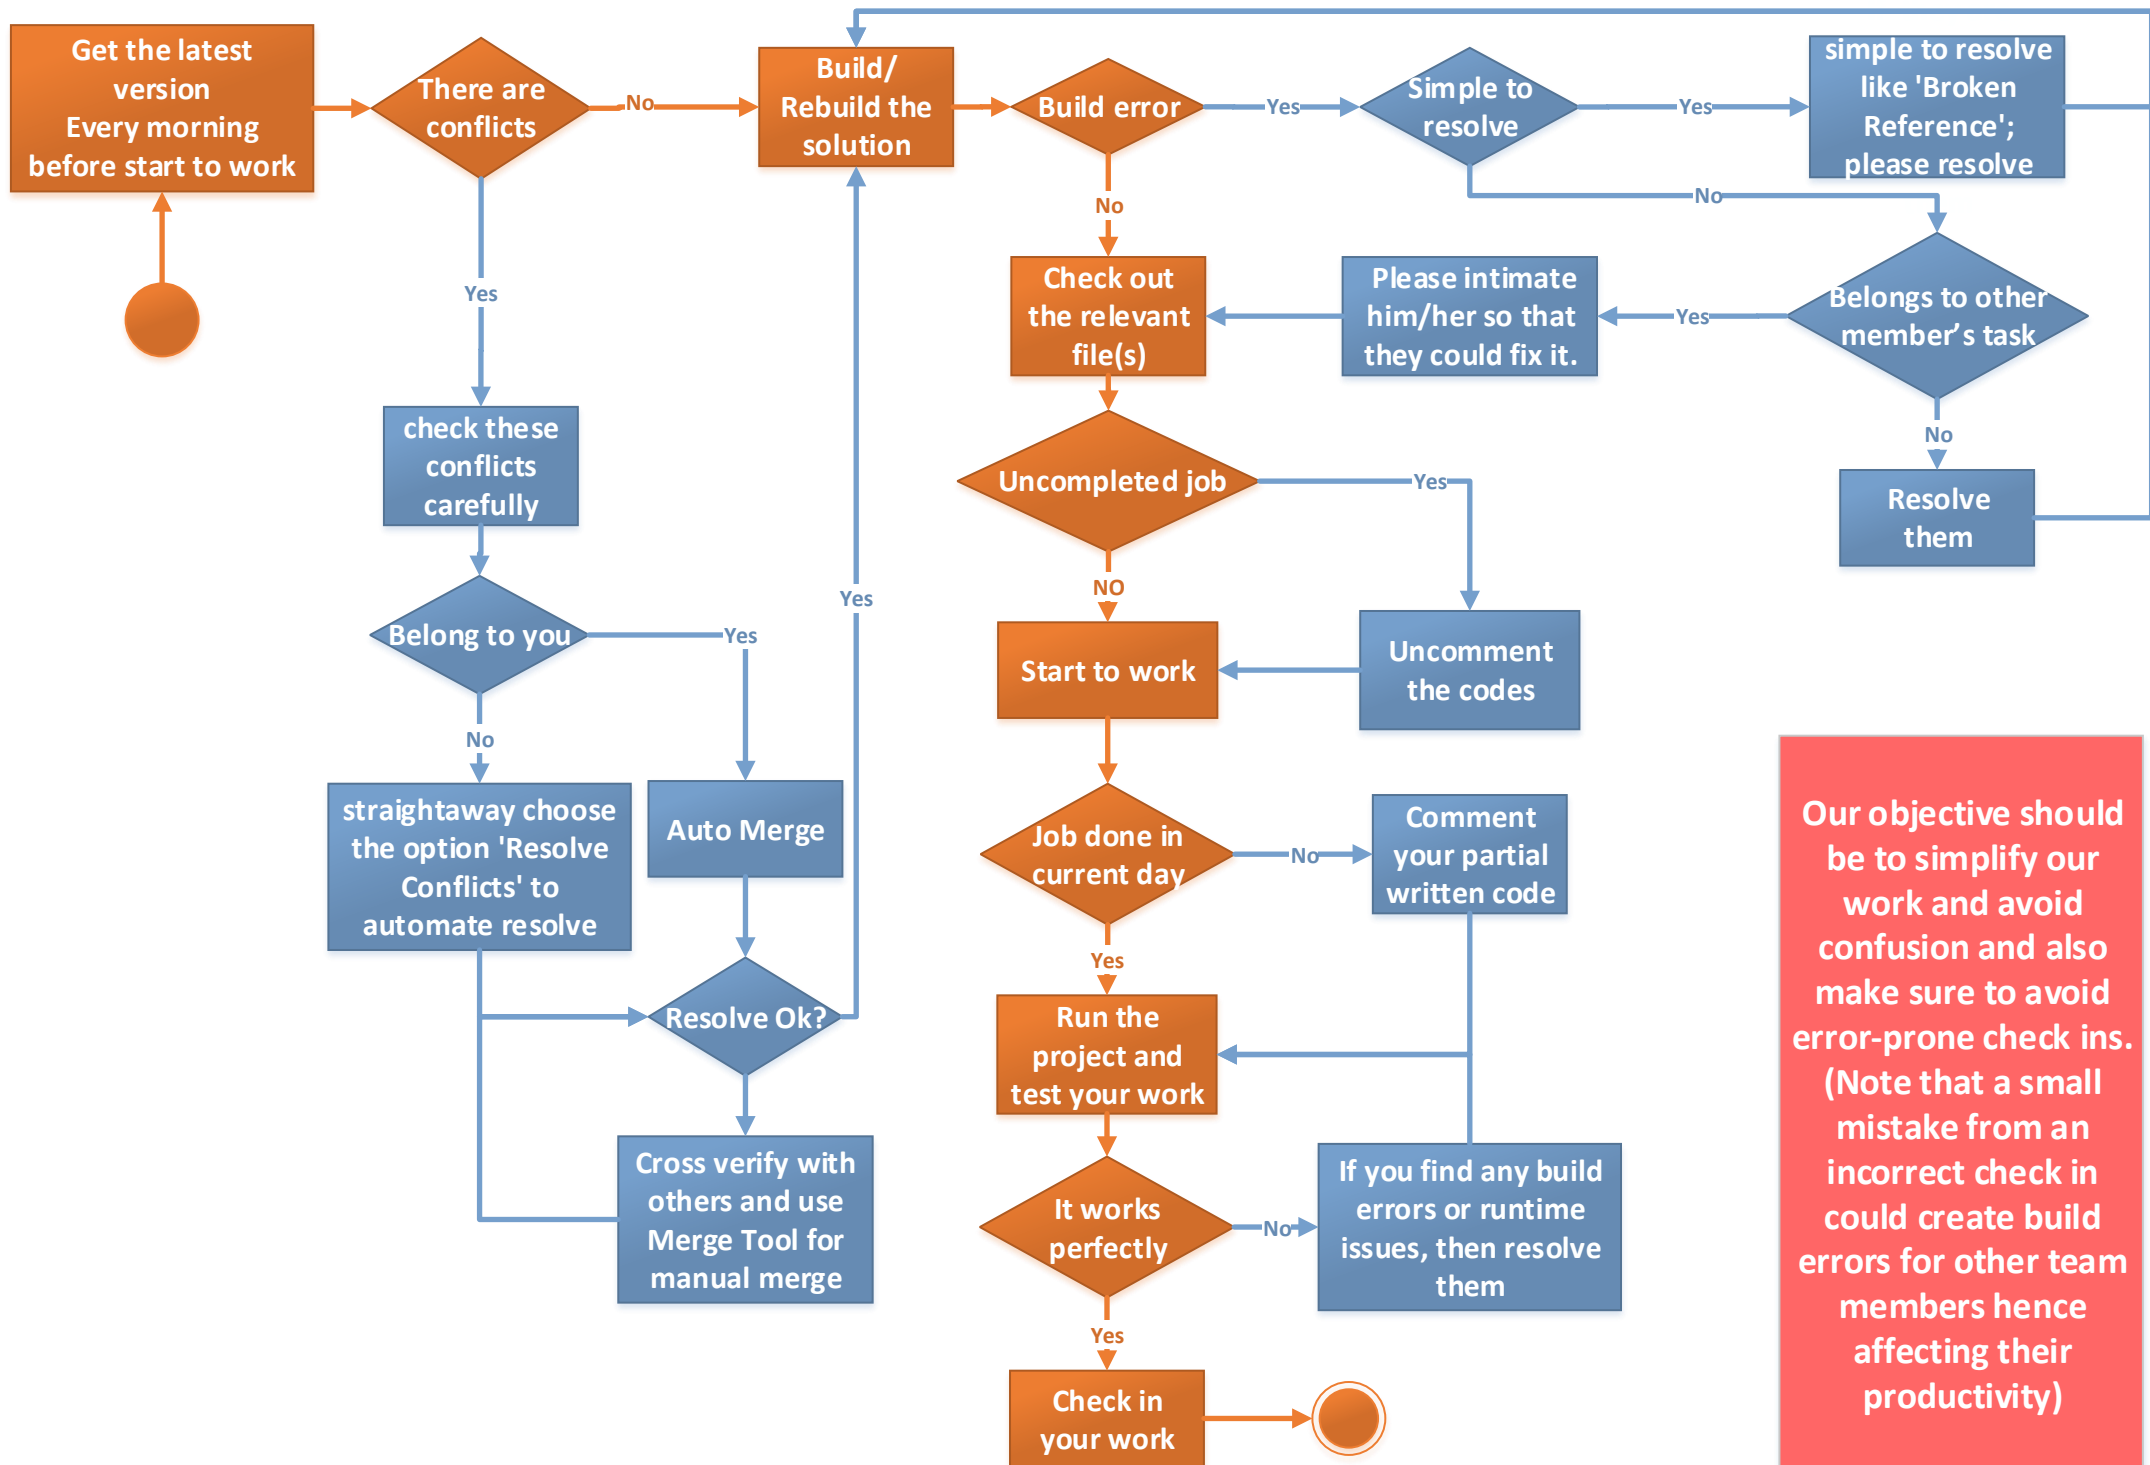 Get the latest
version
Every morning
before start to work
There are
conflicts
No
Build/
Rebuild the
solution
Build error
Yes
Simple to
resolve
Yes
simple to resolve
like 'Broken
Reference';
please resolve
No
No
Yes
Check out
the relevant
file(s)
Please intimate
him/her so that
they could fix it.
Yes
Belongs to other
member's task
No
Resolve
them
check these
conflicts
carefully
Uncompleted job
Yes
NO
Yes
Belong to you
Yes
No
Start to work
Uncomment
the codes
straightaway choose
the option 'Resolve
Conflicts' to
automate resolve
Auto Merge
Job done in
current day
No
Comment
your partial
written code
Yes
Resolve Ok?
Run the
project and
test your work
Cross verify with
others and use
Merge Tool for
manual merge
It works
perfectly
No
If you find any build
errors or runtime
issues, then resolve
them
Yes
Check in
your work
Our objective should
be to simplify our
work and avoid
confusion and also
make sure to avoid
error-prone check ins.
(Note that a small
mistake from an
incorrect check in
could create build
errors for other team
members hence
affecting their
productivity)